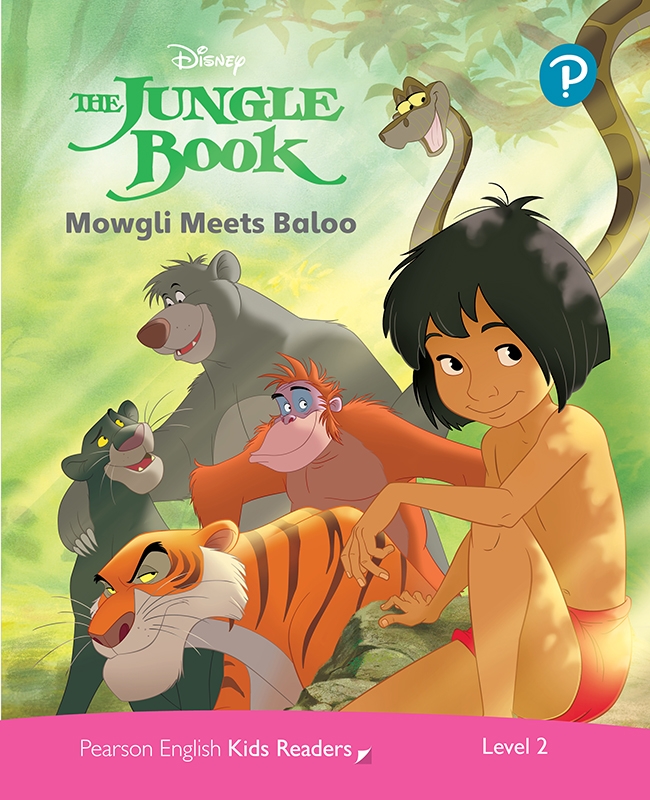 Disney
THE JUNGLE
BOOK
Mowgli Meets Baloo
P
Pearson English Kids Readers
Level 2